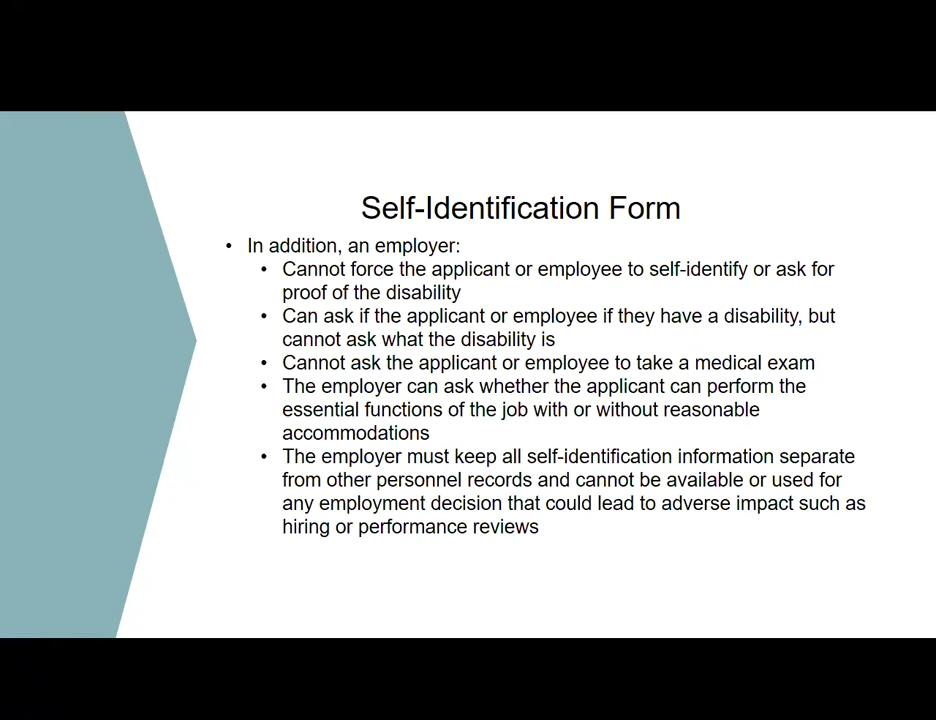 Self-Identification Form
• In addition, an employer:
• Cannot force the applicant or employee to self-identify or ask for
proof of the disability
• Can ask if the applicant or employee if they have a disability, but
cannot ask what the disability is
• Cannot ask the applicant or employee to take a medical exam
• The employer can ask whether the applicant can perform the
essential functions of the job with or without reasonable
accommodations
• The employer must keep all self-identification information separate
from other personnel records and cannot be available or used for
any employment decision that could lead to adverse impact such as
hiring or performance reviews